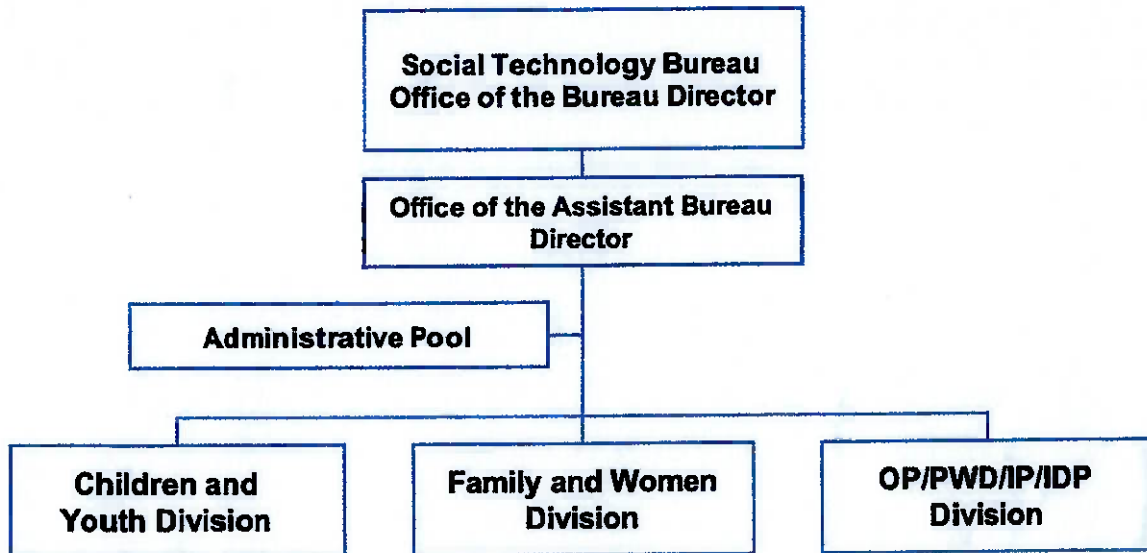 Social Technology Bureau
Office of the Bureau Director
Office of the Assistant Bureau
Director
Administrative Pool
Children and
Youth Division
Family and Women
Division
OP/PWD/IP/IDP
Division